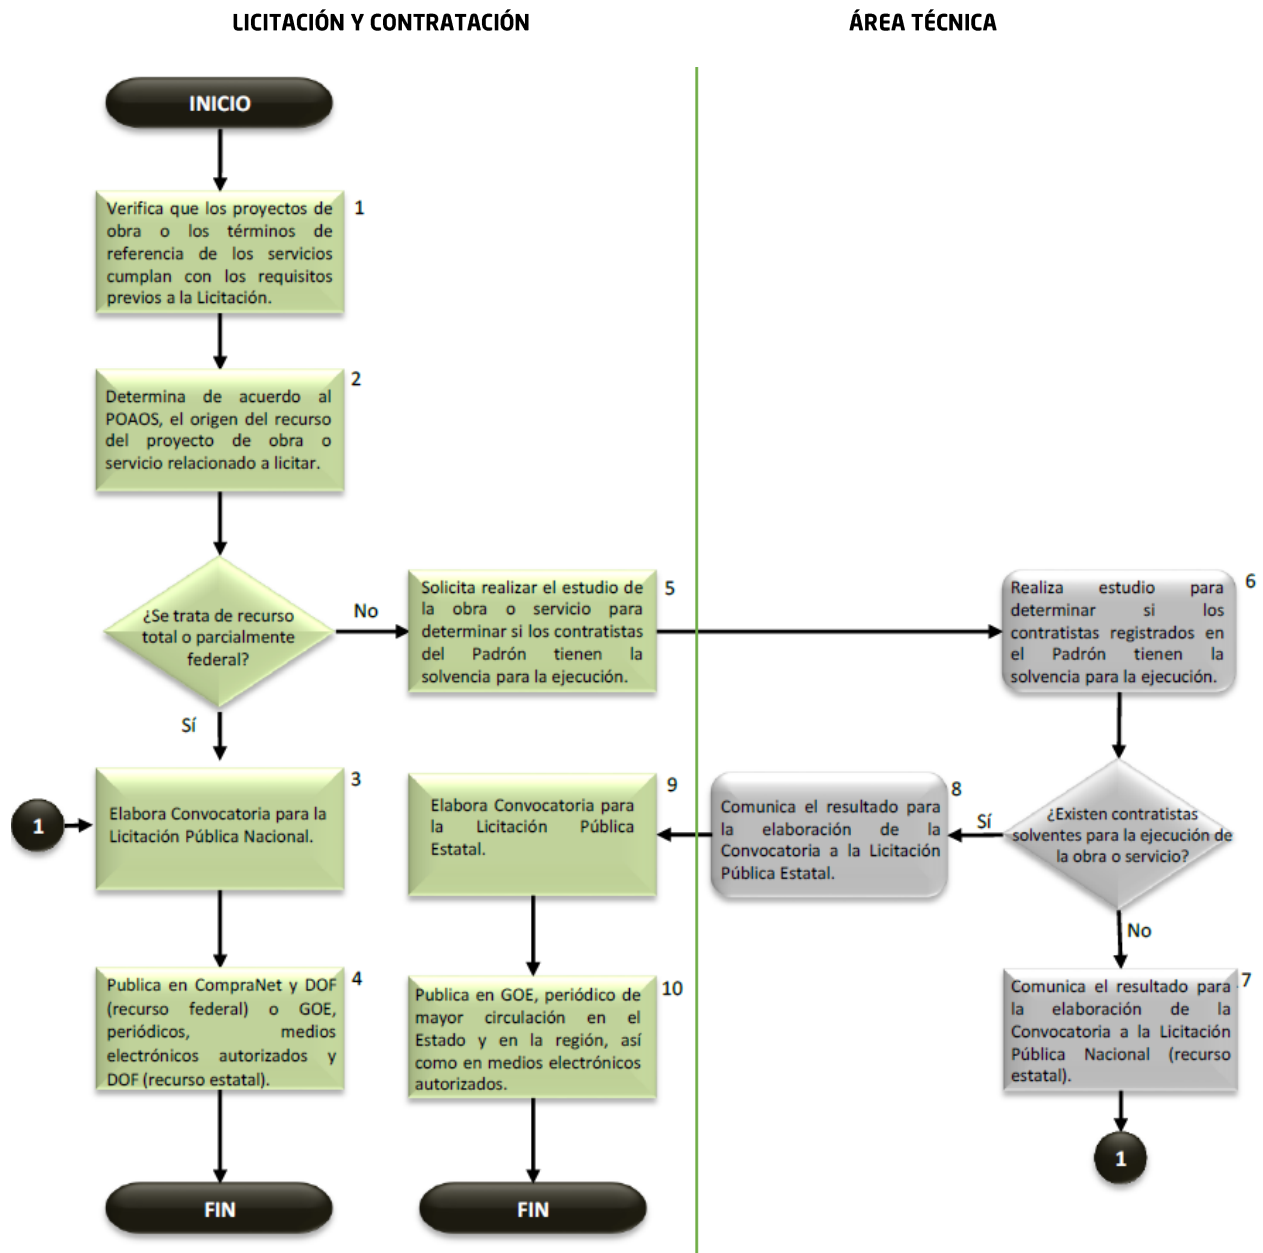 LICITACIÓN Y CONTRATACIÓN
ÁREA TÉCNICA
INICIO
1
Verifica que los proyectos de
obra o los términos de
referencia de los servicios
cumplan con los requisitos
previos a la Licitación.
2
Determina de acuerdo al
POAOS, el origen del recurso
del proyecto de obra o
servicio relacionado a licitar.
¿Se trata de recurso
total o parcialmente
federal?
No
Sí
5
Solicita realizar el estudio de
la obra o servicio para
determinar si los contratistas
del Padrón tienen la
solvencia para la ejecución.
6
Realiza estudio para
determinar si los
contratistas registrados en
el Padrón tienen la
solvencia para la ejecución.
1
3
Elabora Convocatoria para la
Licitación Pública Nacional.
9
Elabora Convocatoria para
la Licitación Pública
Estatal.
8
Comunica el resultado para
la elaboración de la
Convocatoria a la Licitación
Pública Estatal.
Sí
¿Existen contratistas
solventes para la ejecución de
la obra o servicio?
No
4
Publica en CompraNet y DOF
(recurso federal) o GOE,
periódicos, medios
electrónicos autorizados y
DOF (recurso estatal).
10
Publica en GOE, periódico de
mayor circulación en el
Estado y en la región, así
como en medios electrónicos
autorizados.
7
Comunica el resultado para
la elaboración de la
Convocatoria a la Licitación
Pública Nacional (recurso
estatal).
1
FIN
FIN